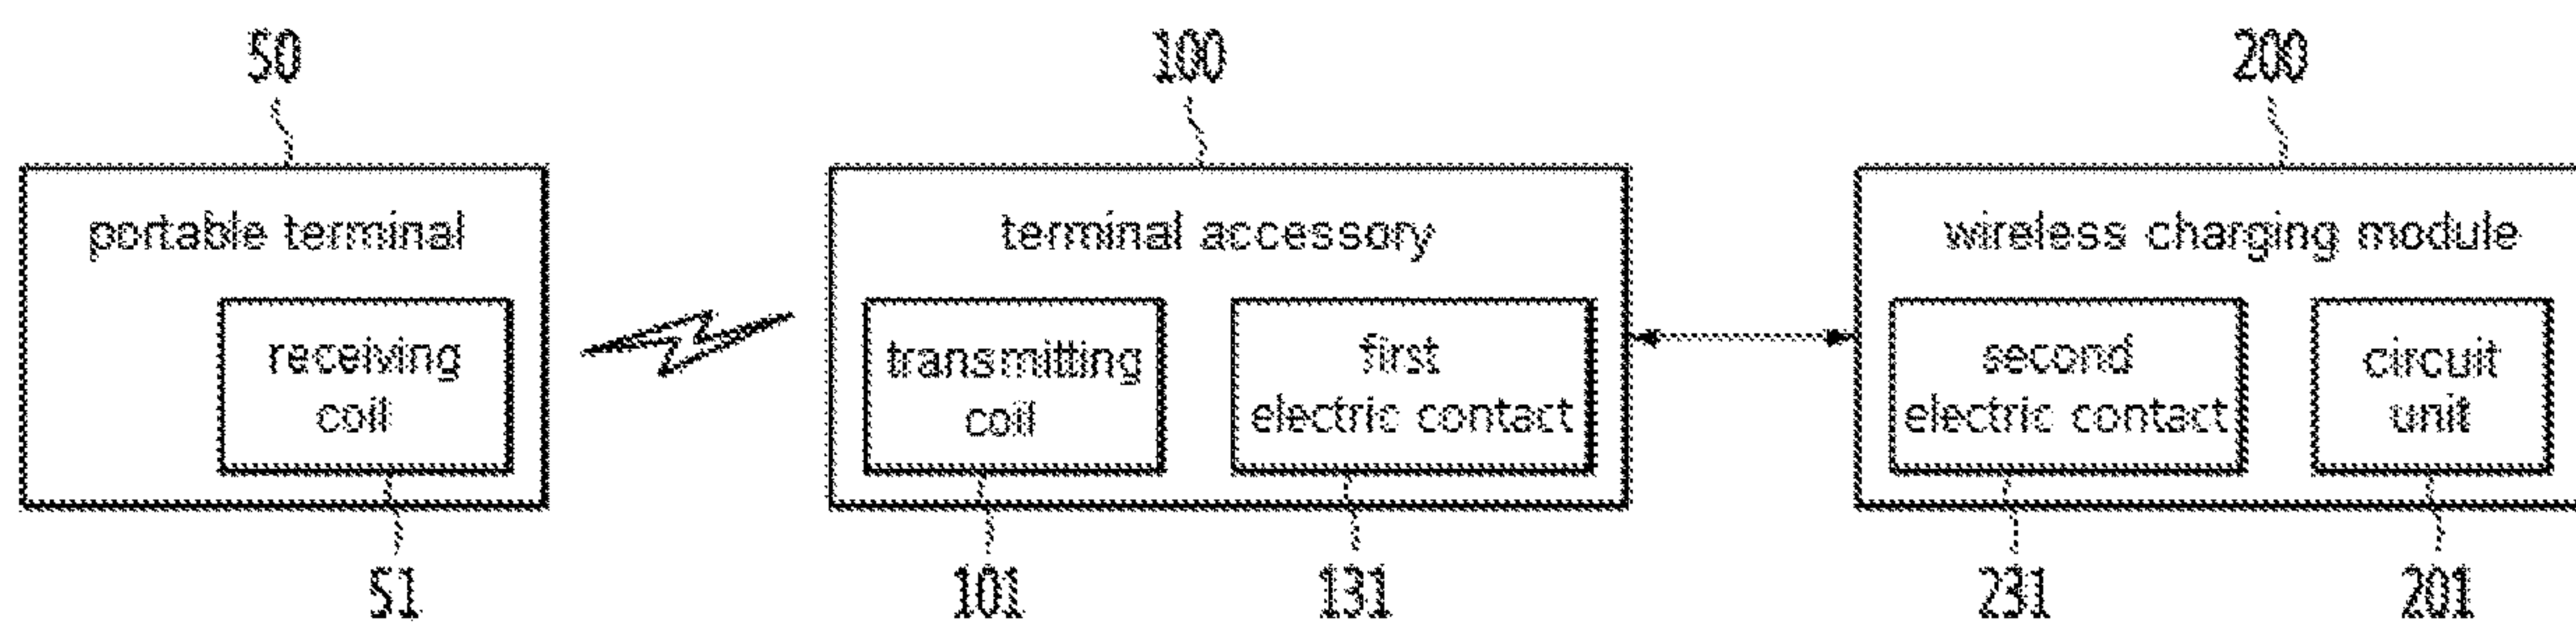 50
100
200
portable terminal
terminal accessory
wireless charging module
receiving
coil
transmitting
coil
first
electric contact
second
electric contact
circuit
unit
51
101
131
231
201